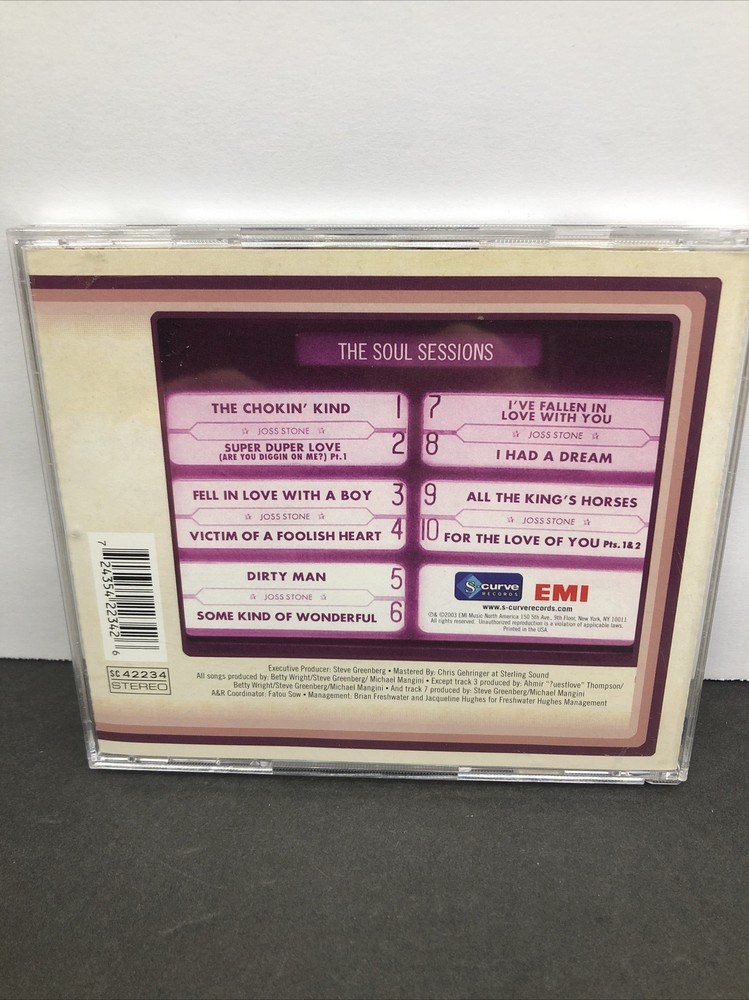 THE SOUL SESSIONS
THE CHOKIN' KIND 1
☆ JOSS STONE ☆
SUPER DUPER LOVE 2
(ARE YOU DIGGIN ON ME?) Pt.1
FELL IN LOVE WITH A BOY 3
☆ JOSS STONE ☆
VICTIM OF A FOOLISH HEART 4
DIRTY MAN 5
☆ JOSS STONE ☆
SOME KIND OF WONDERFUL 6
7 I'VE FALLEN IN
LOVE WITH YOU
☆ JOSS STONE ☆
8 I HAD A DREAM
9 ALL THE KING'S HORSES
☆ JOSS STONE ☆
10 FOR THE LOVE OF YOU Pts. 1&2
S-curve
RECORDS
EMI
www.s-curverecords.com
℗& ©2003 EMI Music North America 150 5th Ave., 9th Floor, New York, NY 10011.
All rights reserved. Unauthorized reproduction is a violation of applicable laws.
Printed in the USA
7 24354 22342 6
SC 42234
STEREO
Executive Producer: Steve Greenberg • Mastered By: Chris Gehringer at Sterling Sound
All songs produced by: Betty Wright/Steve Greenberg/ Michael Mangini • Except track 3 produced by: Ahmir "?uestlove" Thompson/
Betty Wright/Steve Greenberg/Michael Mangini • And track 7 produced by: Steve Greenberg/Michael Mangini
A&R Coordinator: Fatou Sow • Management: Brian Freshwater and Jacqueline Hughes for Freshwater Hughes Management